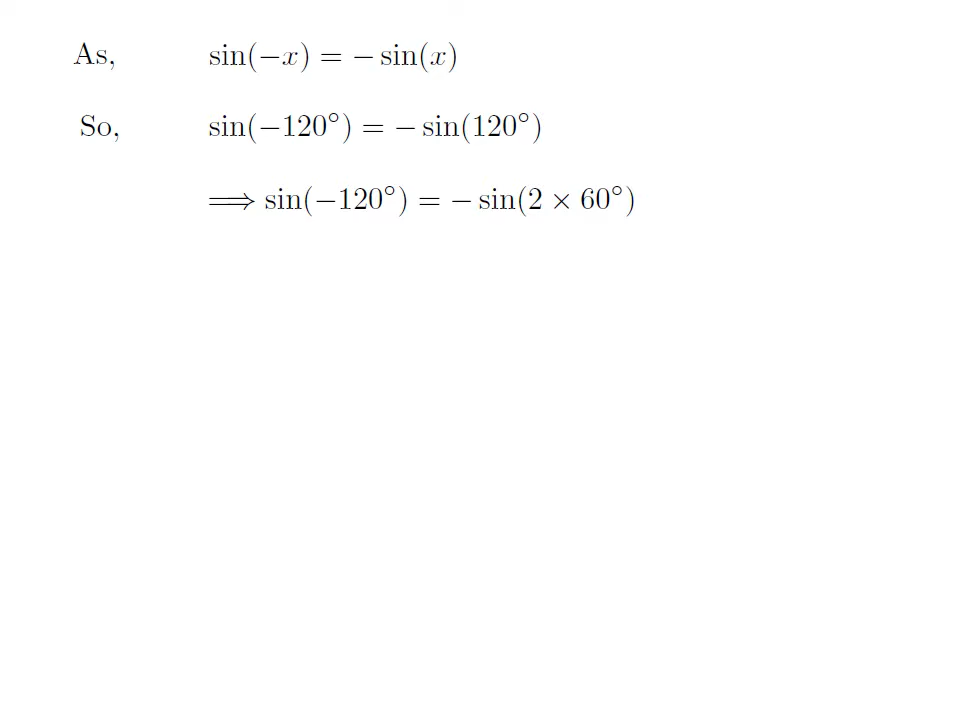 As, sin(−x) = − sin(x)
So, sin(−120°) = − sin(120°)
⟹ sin(−120°) = − sin(2 × 60°)